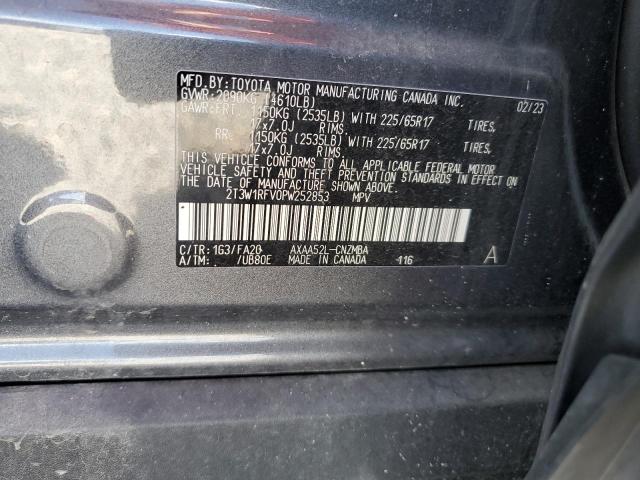 MFD.BY:TOYOTA MOTOR MANUFACTURING CANADA INC.
GVWR:2090KG (4610LB) 02/23
GAWR:FRT. 1150KG (2535LB) WITH 225/65R17 TIRES,
17x7.0J RIMS
RR. 1150KG (2535LB) WITH 225/65R17 TIRES,
17x7.0J RIMS
THIS VEHICLE CONFORMS TO ALL APPLICABLE FEDERAL MOTOR
VEHICLE SAFETY AND THEFT PREVENTION STANDARDS IN EFFECT ON
THE DATE OF MANUFACTURE SHOWN ABOVE.
2T3W1RFV0PW252853 MPV
C/TR:1G3/FA20 AXAA52L-CNZMBA
A/TM: /UB80E MADE IN CANADA 116 A